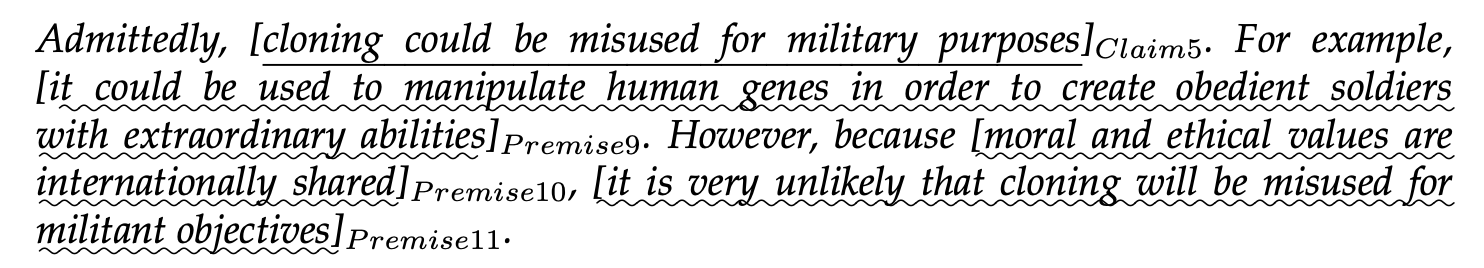 Admittedly, [cloning could be misused for military purposes]Claim5. For example,
[it could be used to manipulate human genes in order to create obedient soldiers
with extraordinary abilities]Premise9. However, because [moral and ethical values are
internationally shared]Premise10, [it is very unlikely that cloning will be misused for
militant objectives]Premise11.